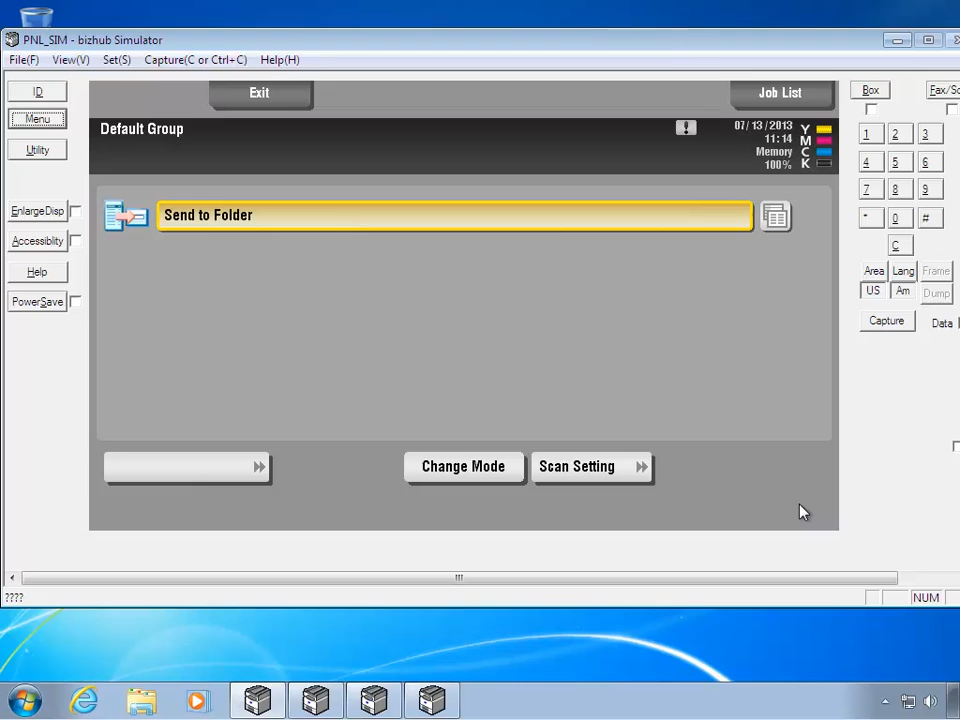 PNL_SIM - bizhub Simulator
File(F) View(V) Set(S) Capture(C or Ctrl+C) Help(H)
ID
Menu
Utility
EnlargeDisp
Accessiblity
Help
PowerSave
Exit
Job List
Default Group
07/13/2013
11:14
Memory
100%
Y
M
C
K
Send to Folder
Change Mode
Scan Setting
Box
Fax/Sc
1 2 3
4 5 6
7 8 9
* 0 #
C
Area Lang Frame
US Am Dump
Capture
Data
????
NUM